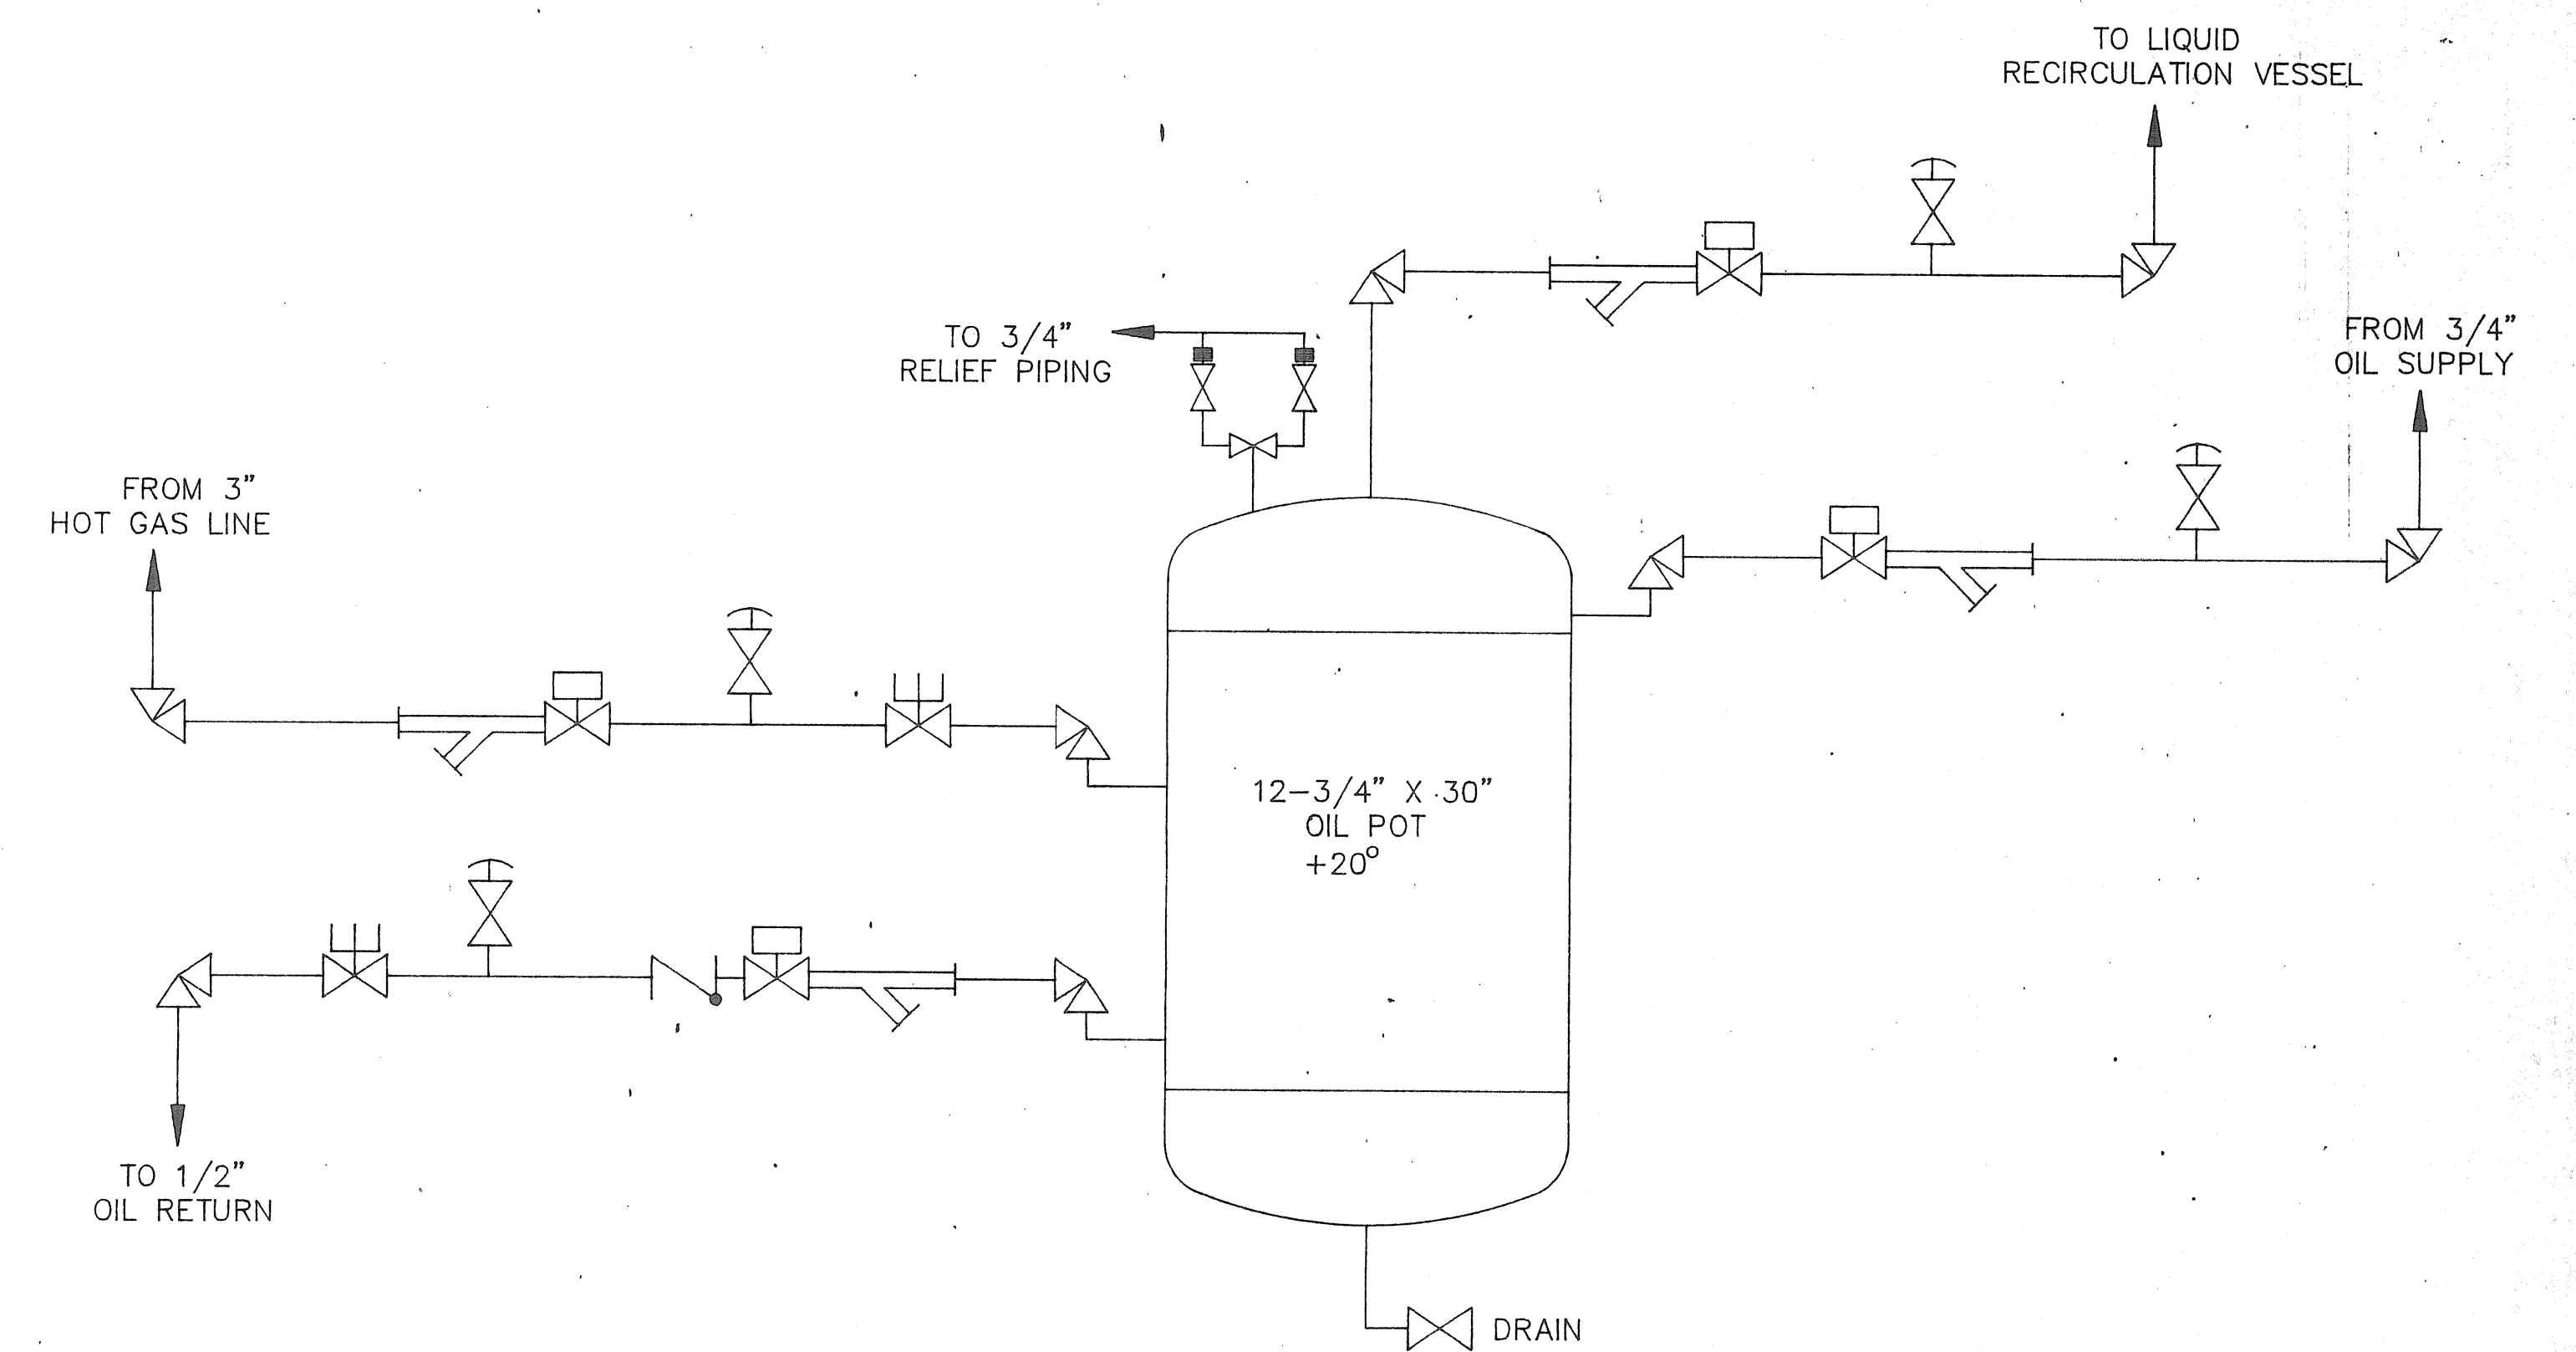 TO LIQUID
RECIRCULATION VESSEL
TO 3/4"
RELIEF PIPING
FROM 3/4"
OIL SUPPLY
FROM 3"
HOT GAS LINE
12-3/4" X 30"
OIL POT
+20°
TO 1/2"
OIL RETURN
DRAIN